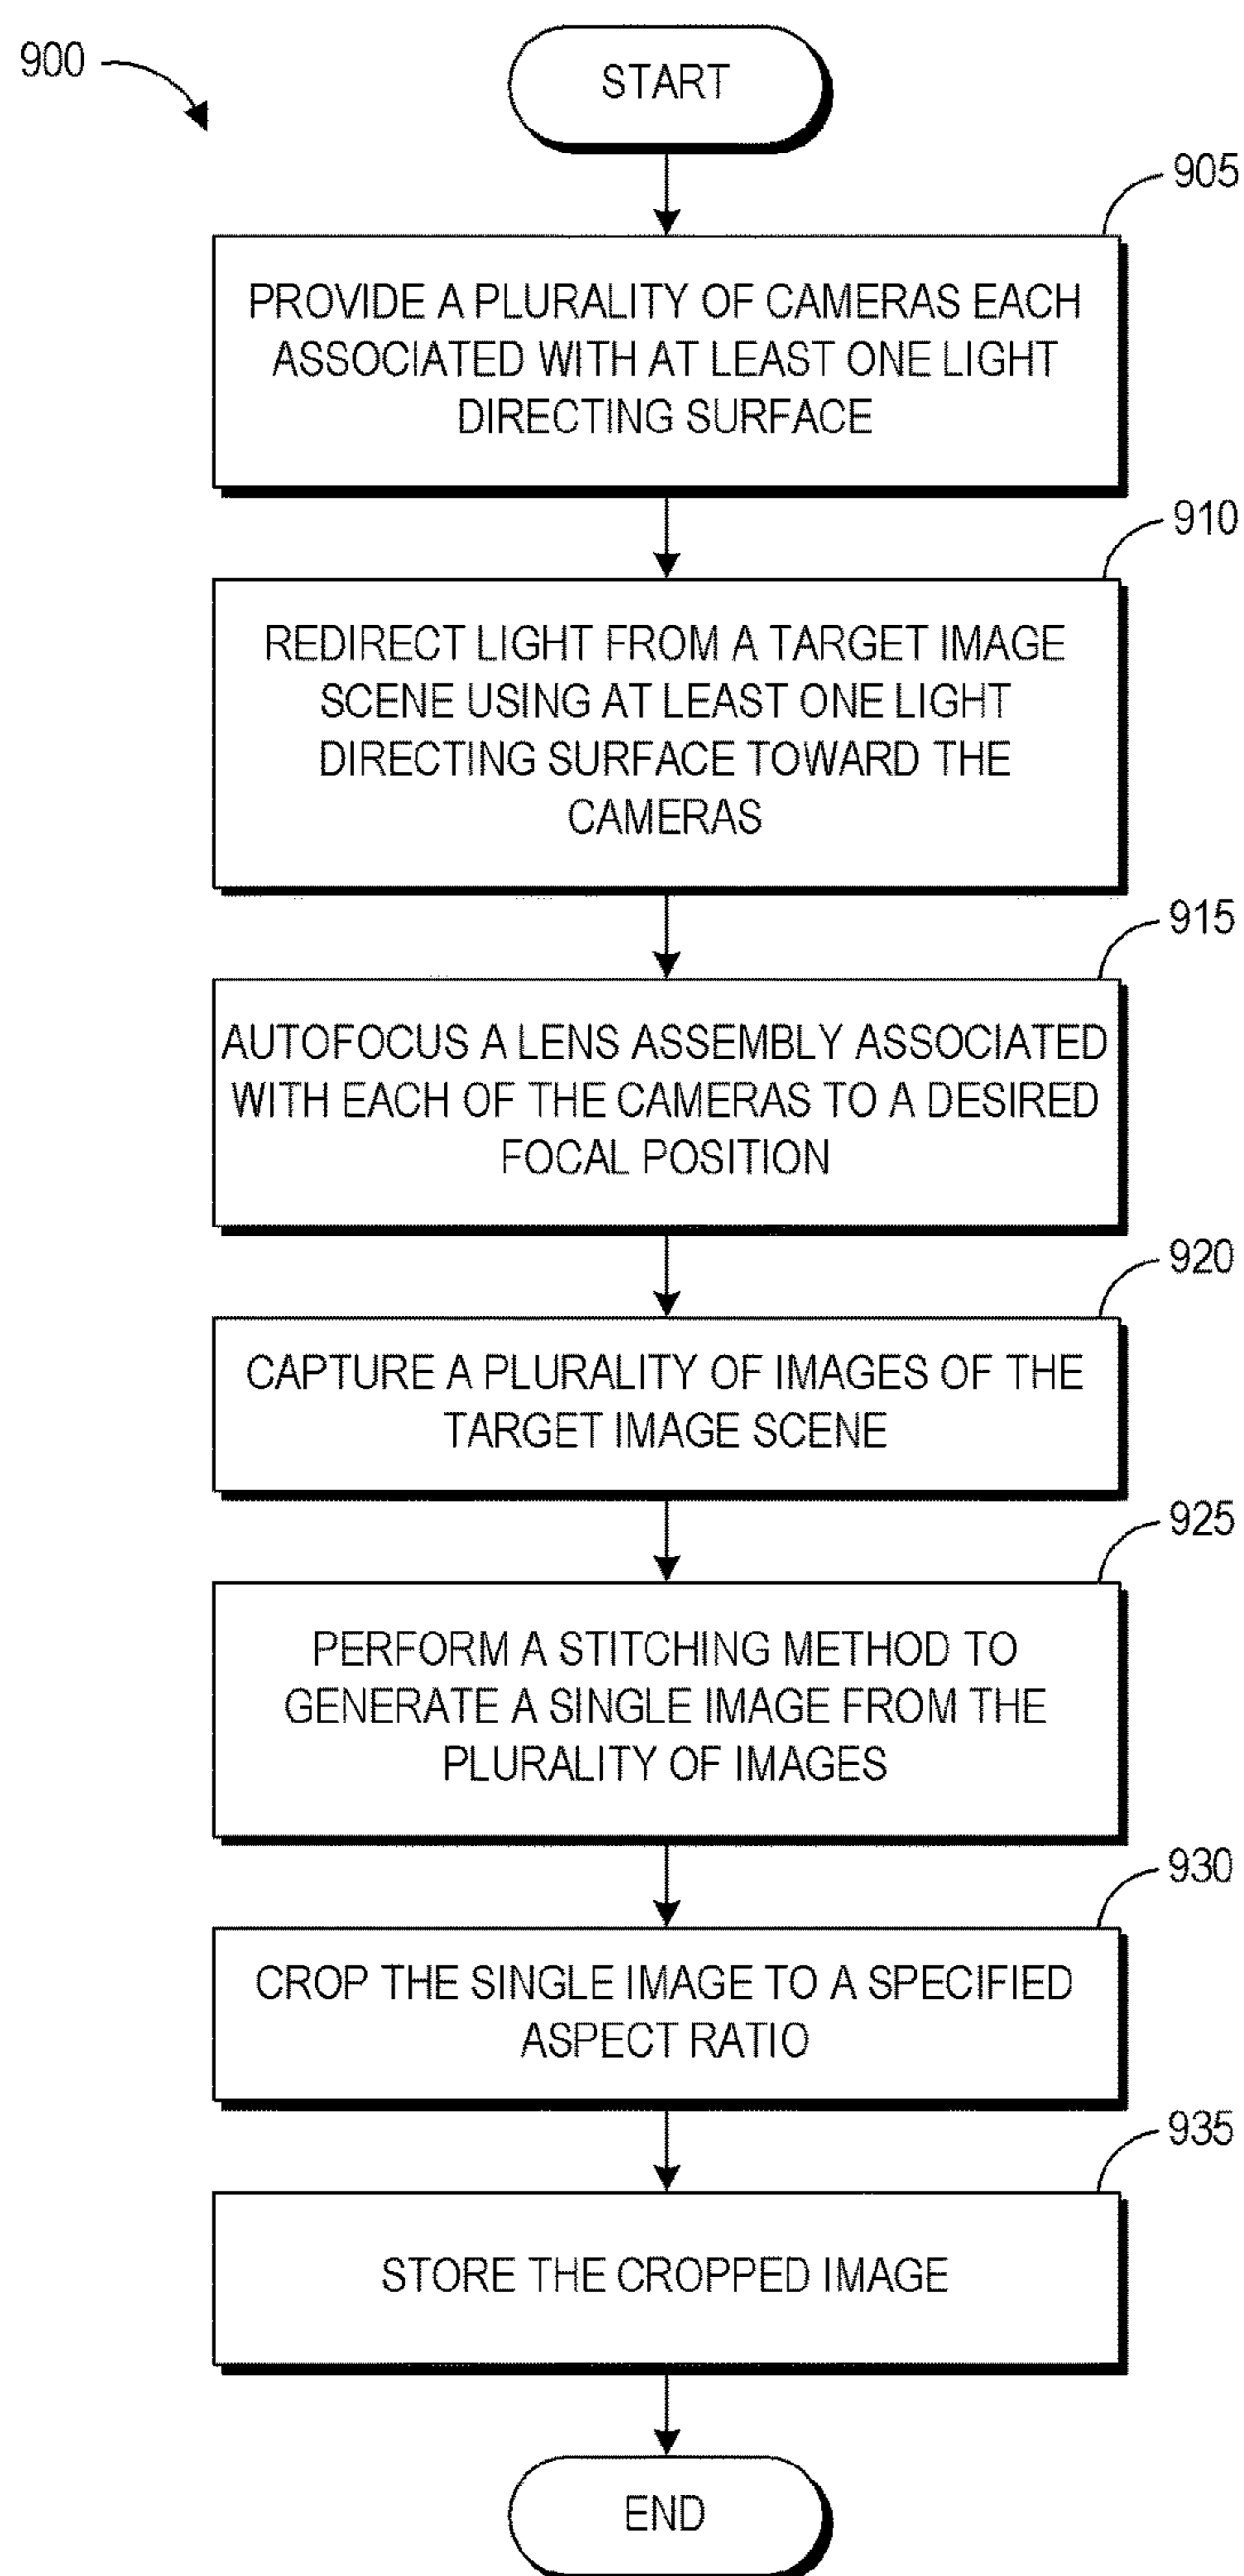 900
START
905
PROVIDE A PLURALITY OF CAMERAS EACH
ASSOCIATED WITH AT LEAST ONE LIGHT
DIRECTING SURFACE
910
REDIRECT LIGHT FROM A TARGET IMAGE
SCENE USING AT LEAST ONE LIGHT
DIRECTING SURFACE TOWARD THE
CAMERAS
915
AUTOFOCUS A LENS ASSEMBLY ASSOCIATED
WITH EACH OF THE CAMERAS TO A DESIRED
FOCAL POSITION
920
CAPTURE A PLURALITY OF IMAGES OF THE
TARGET IMAGE SCENE
925
PERFORM A STITCHING METHOD TO
GENERATE A SINGLE IMAGE FROM THE
PLURALITY OF IMAGES
930
CROP THE SINGLE IMAGE TO A SPECIFIED
ASPECT RATIO
935
STORE THE CROPPED IMAGE
END